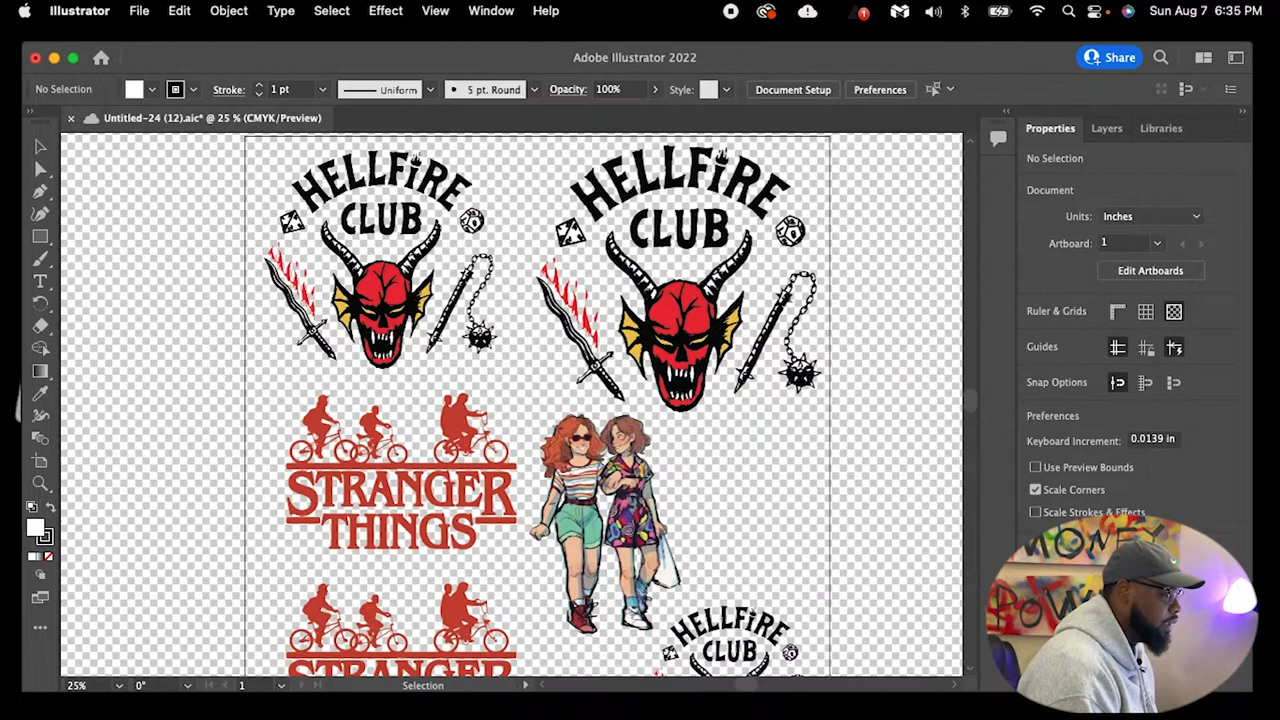 Illustrator File Edit Object Type Select Effect View Window Help
1
Sun Aug 7 6:35 PM
Adobe Illustrator 2022
Share
No Selection
Stroke:
1 pt
Uniform
5 pt. Round
Opacity:
100%
Style:
Document Setup
Preferences
× Untitled-24 (12).aic* @ 25 % (CMYK/Preview)
Properties
Layers
Libraries
No Selection
Document
Units:
Inches
Artboard:
1
Edit Artboards
Ruler & Grids
Guides
Snap Options
Preferences
Keyboard Increment:
0.0139 in
Use Preview Bounds
Scale Corners
Scale Strokes & Effects
HELLFIRE
CLUB
HELLFIRE
CLUB
STRANGER
THINGS
HELLFIRE
CLUB
STRANGER
MONEY
25%
0°
1
Selection